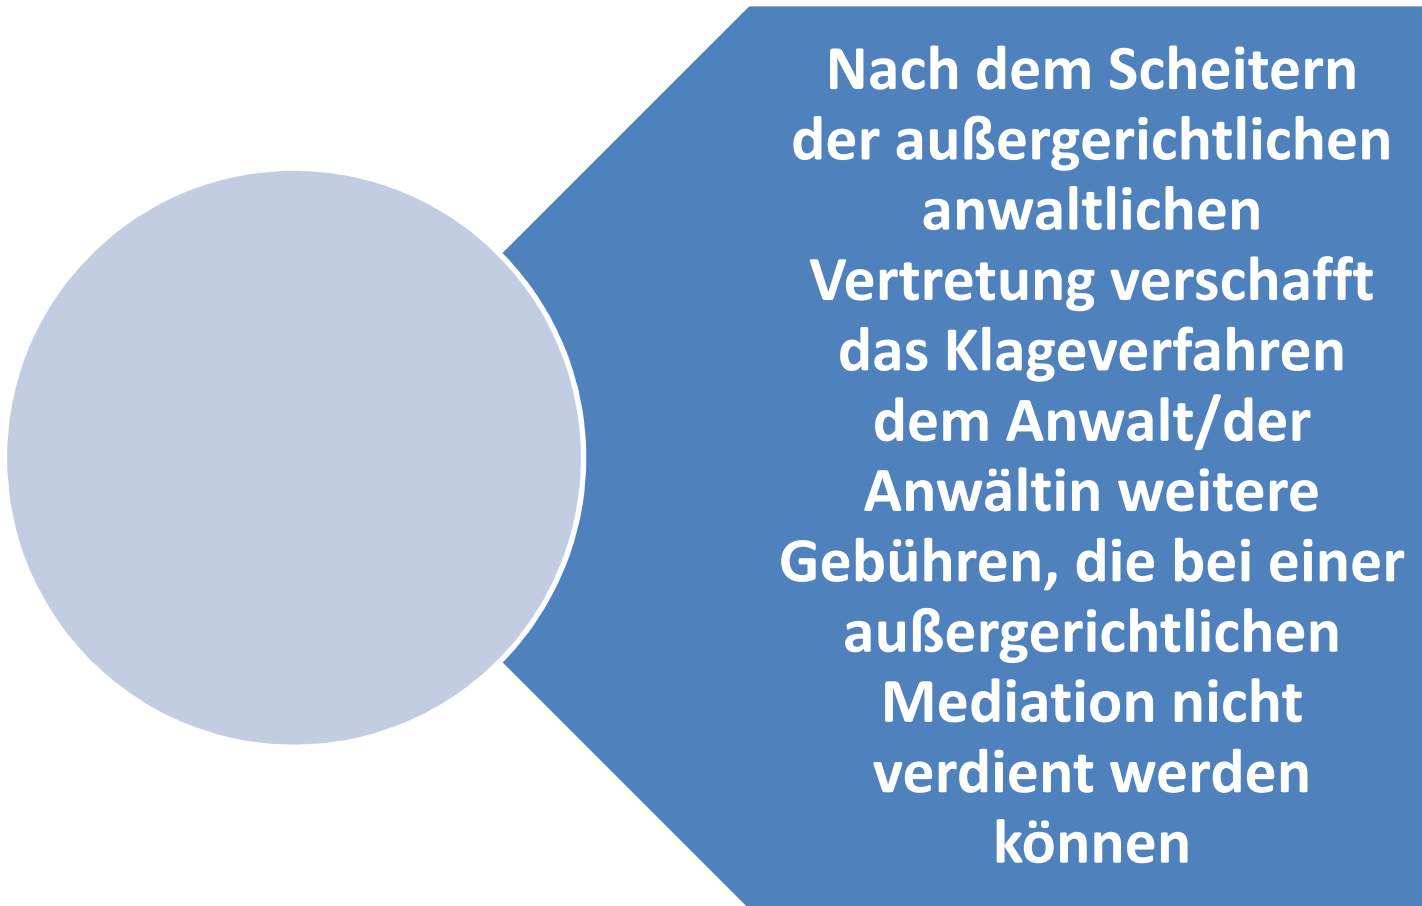 Nach dem Scheitern
der außergerichtlichen
anwaltlichen
Vertretung verschafft
das Klageverfahren
dem Anwalt/der
Anwältin weitere
Gebühren, die bei einer
außergerichtlichen
Mediation nicht
verdient werden
können